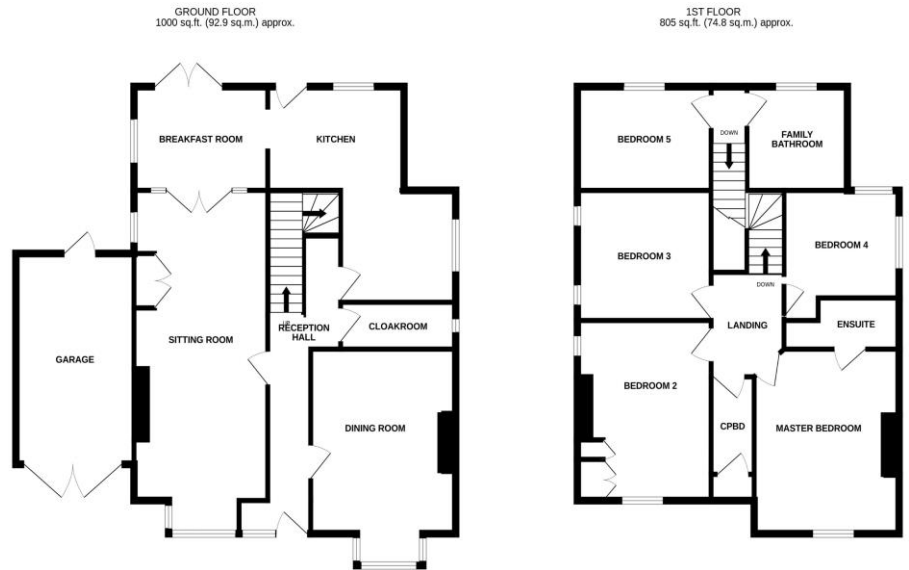 GROUND FLOOR
1000 sq.ft. (92.9 sq.m.) approx.
BREAKFAST ROOM
KITCHEN
SITTING ROOM
UP
RECEPTION
HALL
CLOAKROOM
GARAGE
DINING ROOM
1ST FLOOR
805 sq.ft. (74.8 sq.m.) approx.
BEDROOM 5
DOWN
FAMILY
BATHROOM
BEDROOM 3
BEDROOM 4
DOWN
LANDING
ENSUITE
BEDROOM 2
CPBD
MASTER BEDROOM